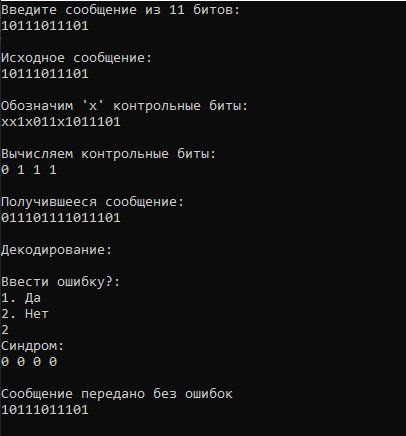 Введите сообщение из 11 битов:
10111011101
Исходное сообщение:
10111011101
Обозначим 'x' контрольные биты:
xx1x011x1011101
Вычисляем контрольные биты:
0 1 1 1
Получившееся сообщение:
011101111011101
Декодирование:
Ввести ошибку?:
1. Да
2. Нет
2
Синдром:
0 0 0 0
Сообщение передано без ошибок
10111011101